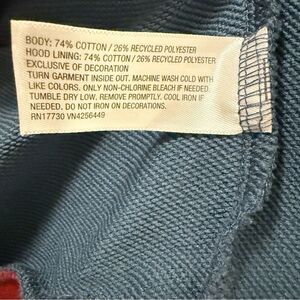 BODY: 74% COTTON / 26% RECYCLED POLYESTER
HOOD LINING: 74% COTTON / 26% RECYCLED POLYESTER
EXCLUSIVE OF DECORATION
TURN GARMENT INSIDE OUT. MACHINE WASH COLD WITH
LIKE COLORS. ONLY NON-CHLORINE BLEACH IF NEEDED.
TUMBLE DRY LOW. REMOVE PROMPTLY. COOL IRON IF
NEEDED. DO NOT IRON ON DECORATIONS.
RN17730 VN4256449